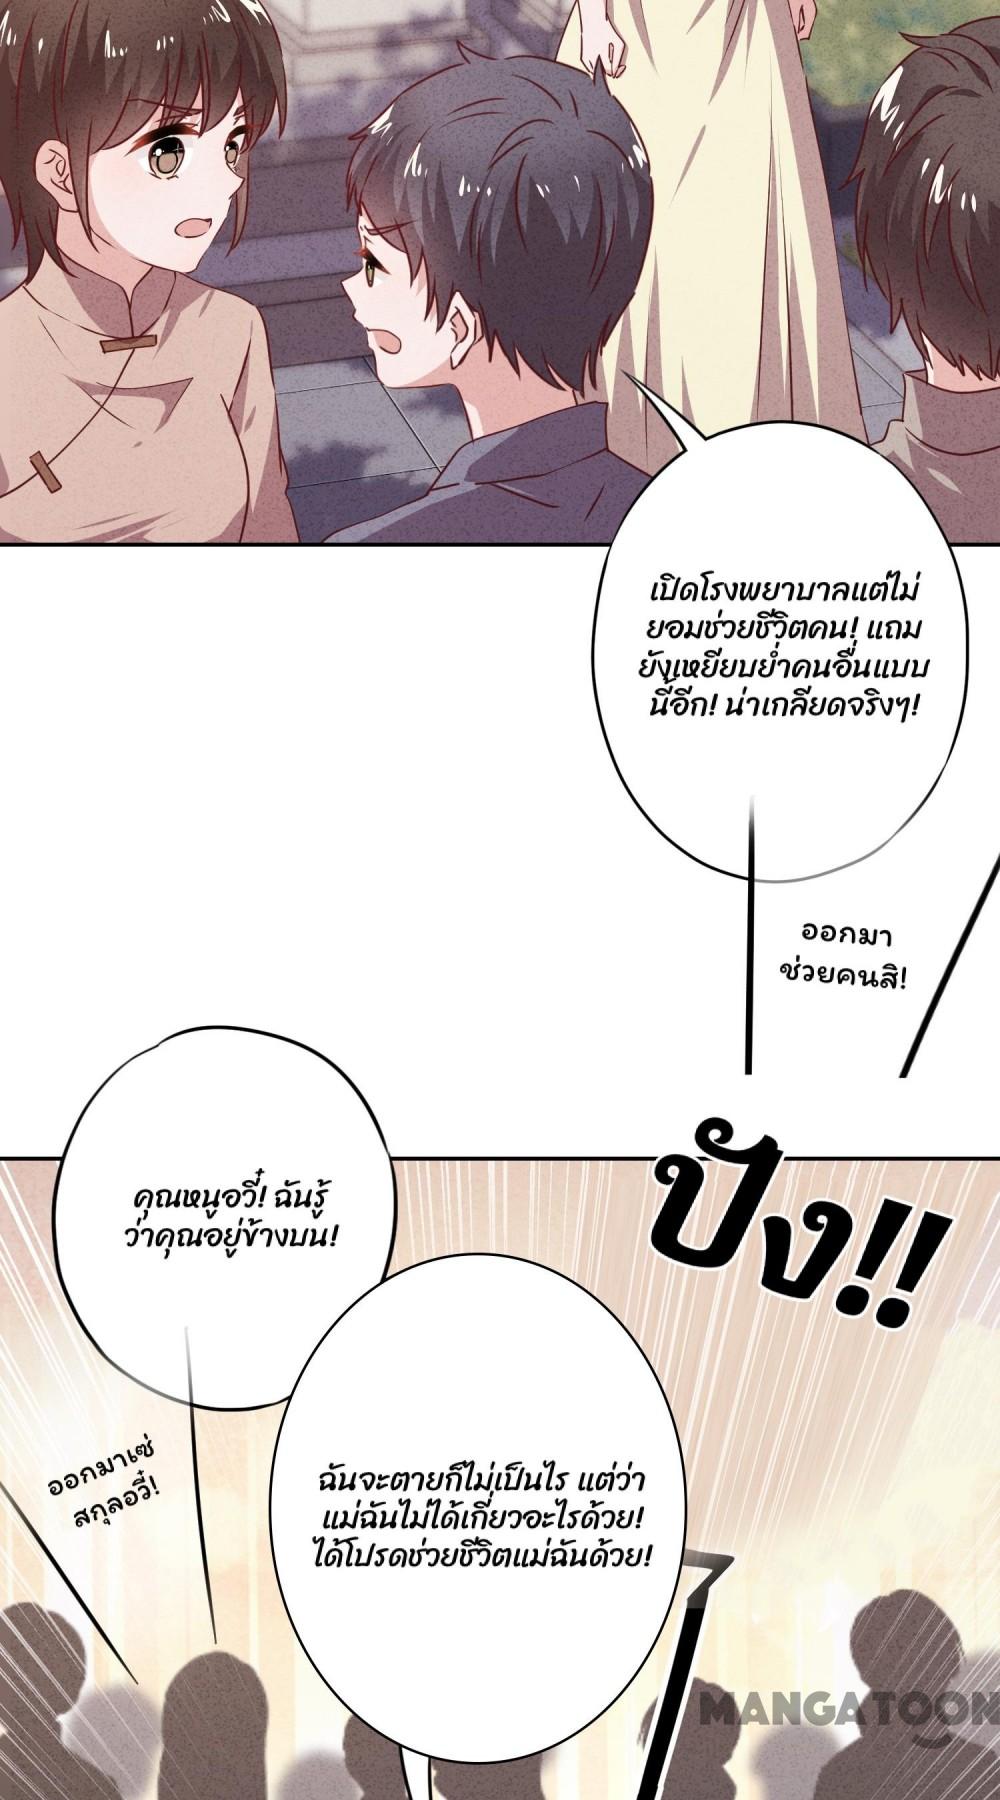 เปิดโรงพยาบาลแต่ไม่
ยอมช่วยชีวิตคน! แถม
ยังเหยียบย่ำคนอื่นแบบ
นี้อีก! น่าเกลียดจริงๆ!
ออกมา
ช่วยคนสิ!
ปัง!!
คุณหนูอวี๋! ฉันรู้
ว่าคุณอยู่ข้างบน!
ออกมาเซ่
สกุลอวี๋!
ฉันจะตายก็ไม่เป็นไร แต่ว่า
แม่ฉันไม่ได้เกี่ยวอะไรด้วย!
ได้โปรดช่วยชีวิตแม่ฉันด้วย!
MANGATOON